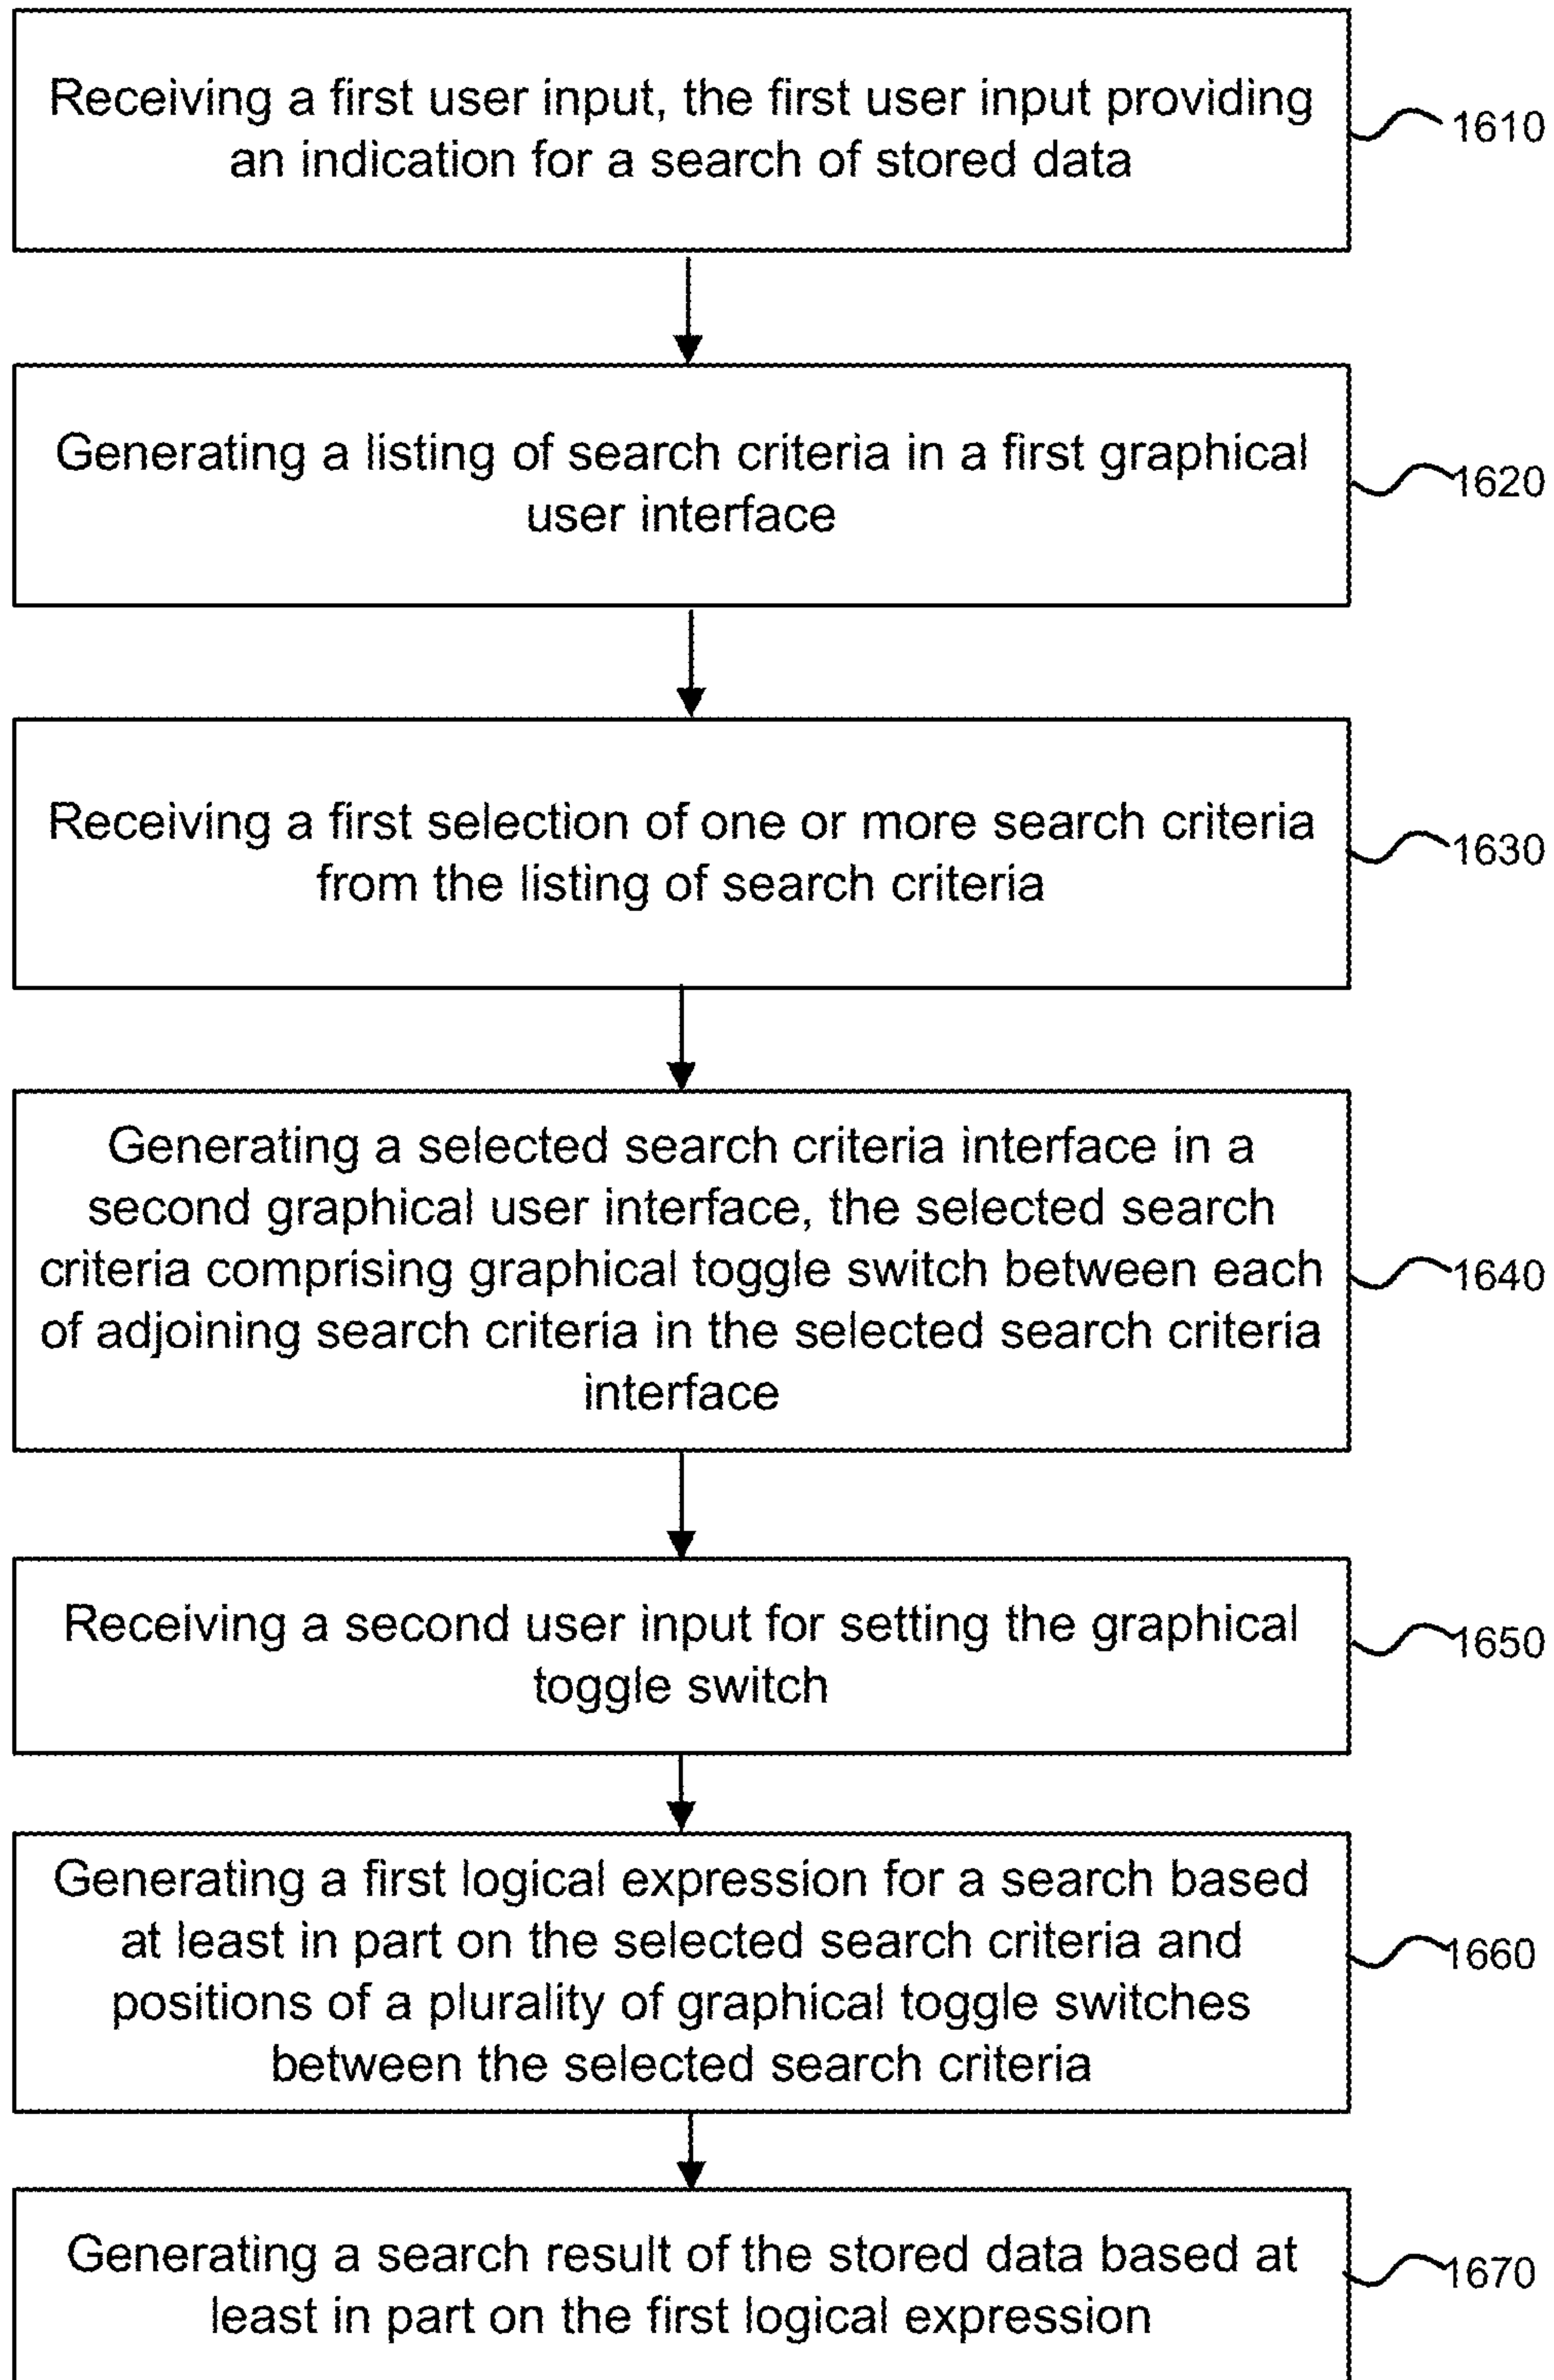 Receiving a first user input, the first user input providing
an indication for a search of stored data
1610
Generating a listing of search criteria in a first graphical
user interface
1620
Receiving a first selection of one or more search criteria
from the listing of search criteria
1630
Generating a selected search criteria interface in a
second graphical user interface, the selected search
criteria comprising graphical toggle switch between each
of adjoining search criteria in the selected search criteria
interface
1640
Receiving a second user input for setting the graphical
toggle switch
1650
Generating a first logical expression for a search based
at least in part on the selected search criteria and
positions of a plurality of graphical toggle switches
between the selected search criteria
1660
Generating a search result of the stored data based at
least in part on the first logical expression
1670